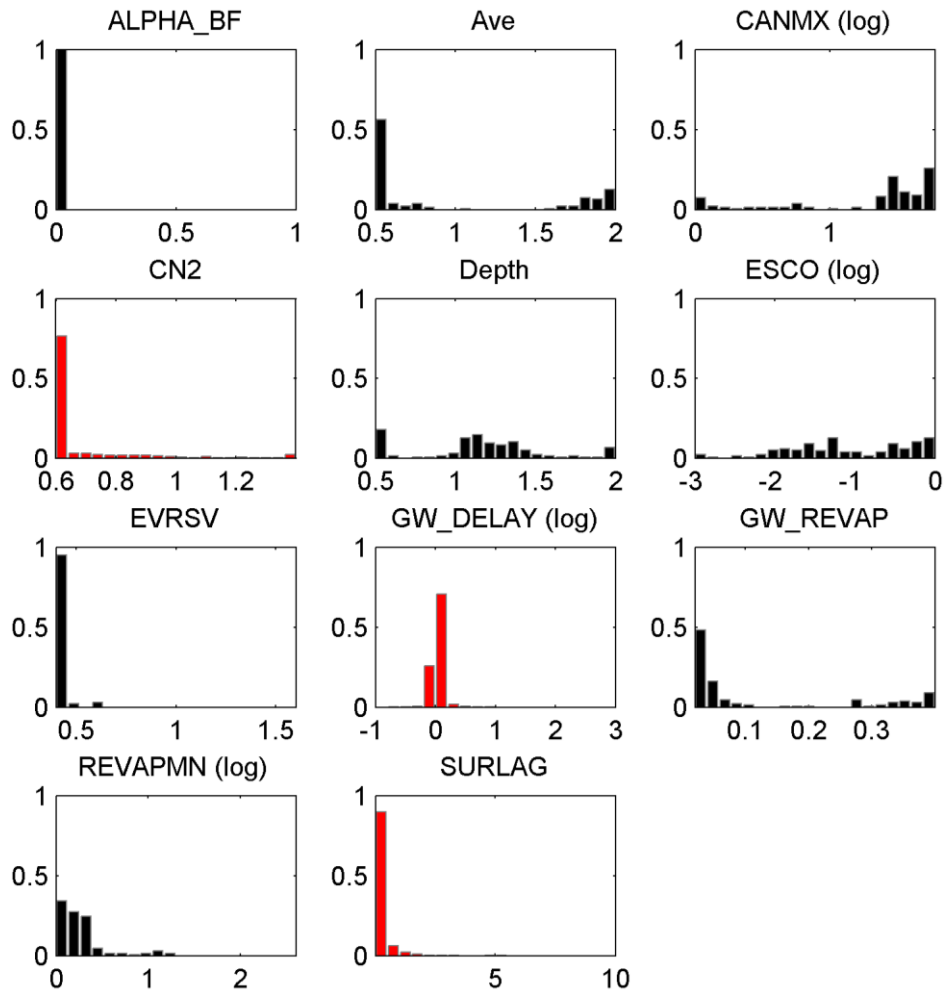 ALPHA_BF Ave CANMX (log)
1 1 1
0.5 0.5 0.5
0 0 0
0 0.5 1 0.5 1 1.5 2 0 1
CN2 Depth ESCO (log)
1 1 1
0.5 0.5 0.5
0 0 0
0.6 0.8 1 1.2 0.5 1 1.5 2 -3 -2 -1 0
EVRSV GW_DELAY (log) GW_REVAP
1 1 1
0.5 0.5 0.5
0 0 0
0.5 1 1.5 -1 0 1 2 3 0.1 0.2 0.3
REVAPMN (log) SURLAG
1 1
0.5 0.5
0 0
0 1 2 0 5 10